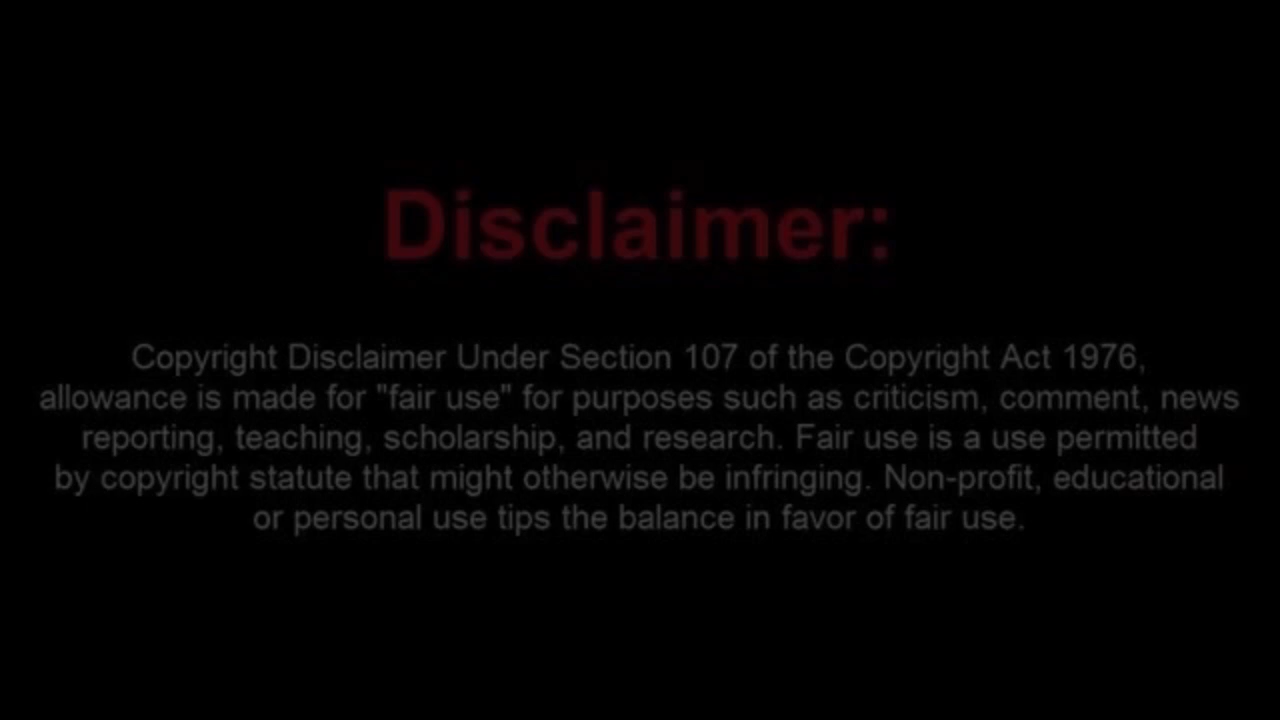 Disclaimer:
Copyright Disclaimer Under Section 107 of the Copyright Act 1976,
allowance is made for "fair use" for purposes such as criticism, comment, news
reporting, teaching, scholarship, and research. Fair use is a use permitted
by copyright statute that might otherwise be infringing. Non-profit, educational
or personal use tips the balance in favor of fair use.